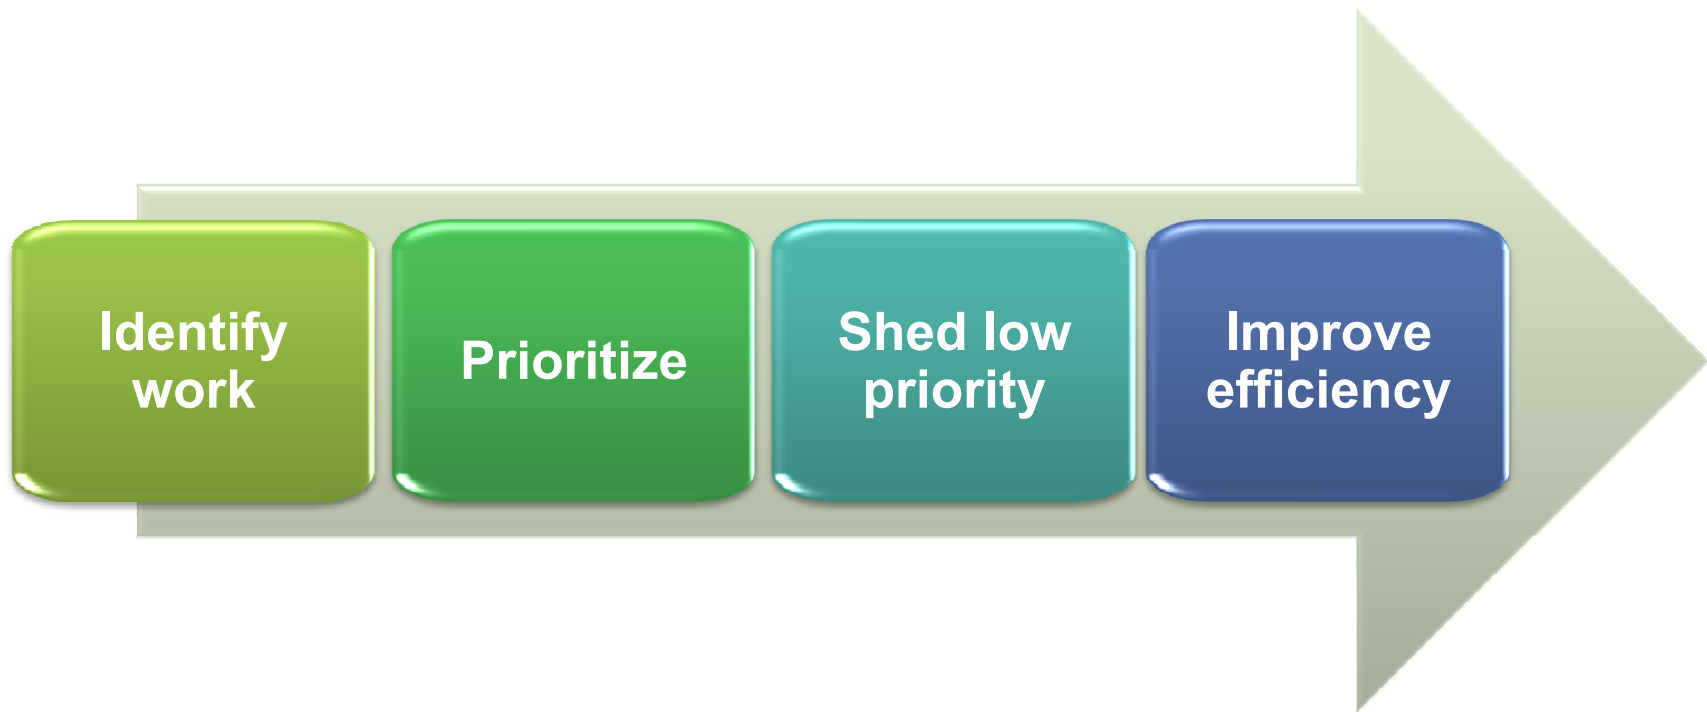 Identify
work
Prioritize
Shed low
priority
Improve
efficiency